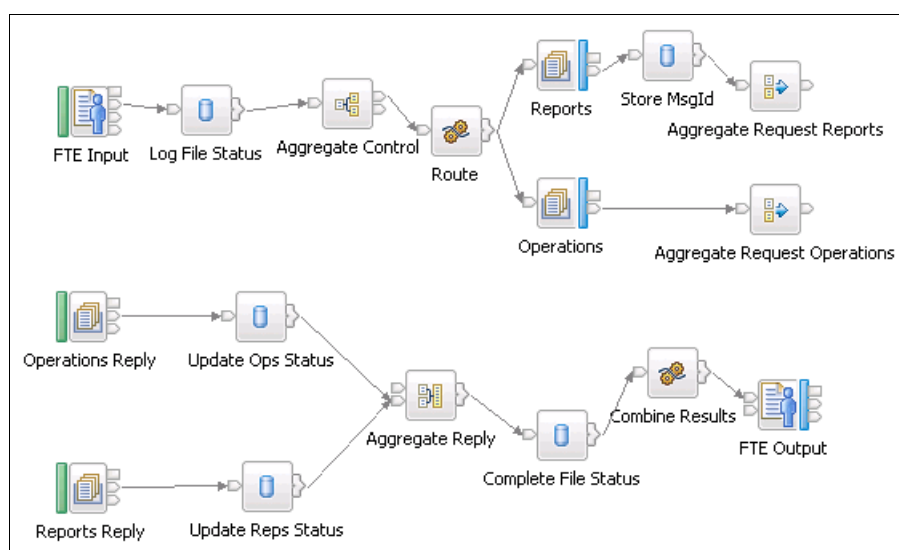 FTE Input
Log File Status
Aggregate Control
Route
Reports
Store MsgId
Aggregate Request Reports
Operations
Aggregate Request Operations
Operations Reply
Update Ops Status
Aggregate Reply
Complete File Status
Combine Results
FTE Output
Reports Reply
Update Reps Status